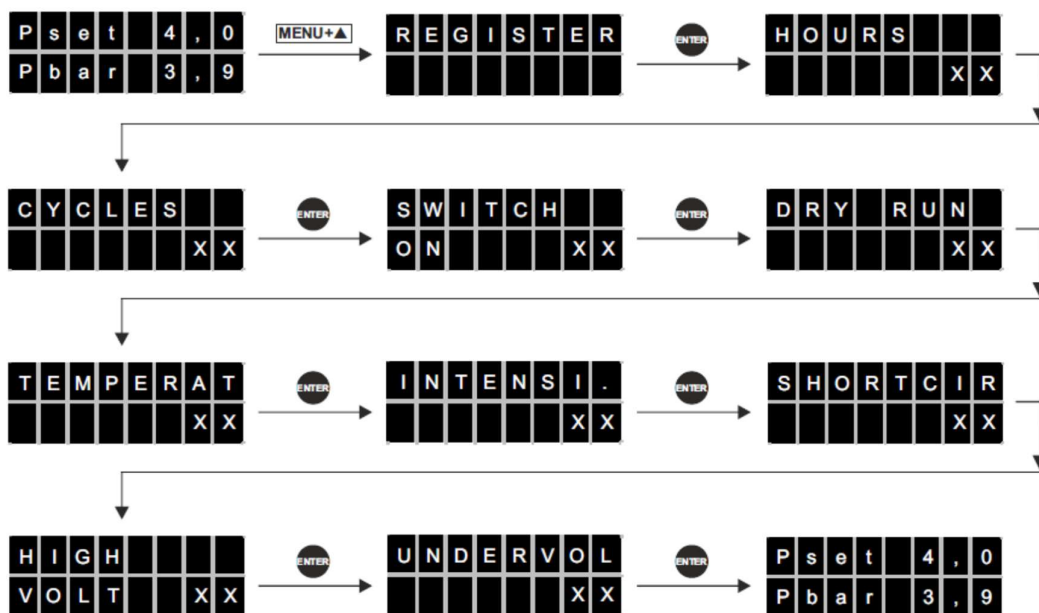 Pset 4,0
Pbar 3,9
MENU+▲
REGISTER
ENTER
HOURS
XX
CYCLES
XX
ENTER
SWITCH
ON XX
ENTER
DRY RUN
XX
TEMPERAT
XX
ENTER
INTENSI.
XX
ENTER
SHORTCIR
XX
HIGH
VOLT XX
ENTER
UNDERVOL
XX
ENTER
Pset 4,0
Pbar 3,9